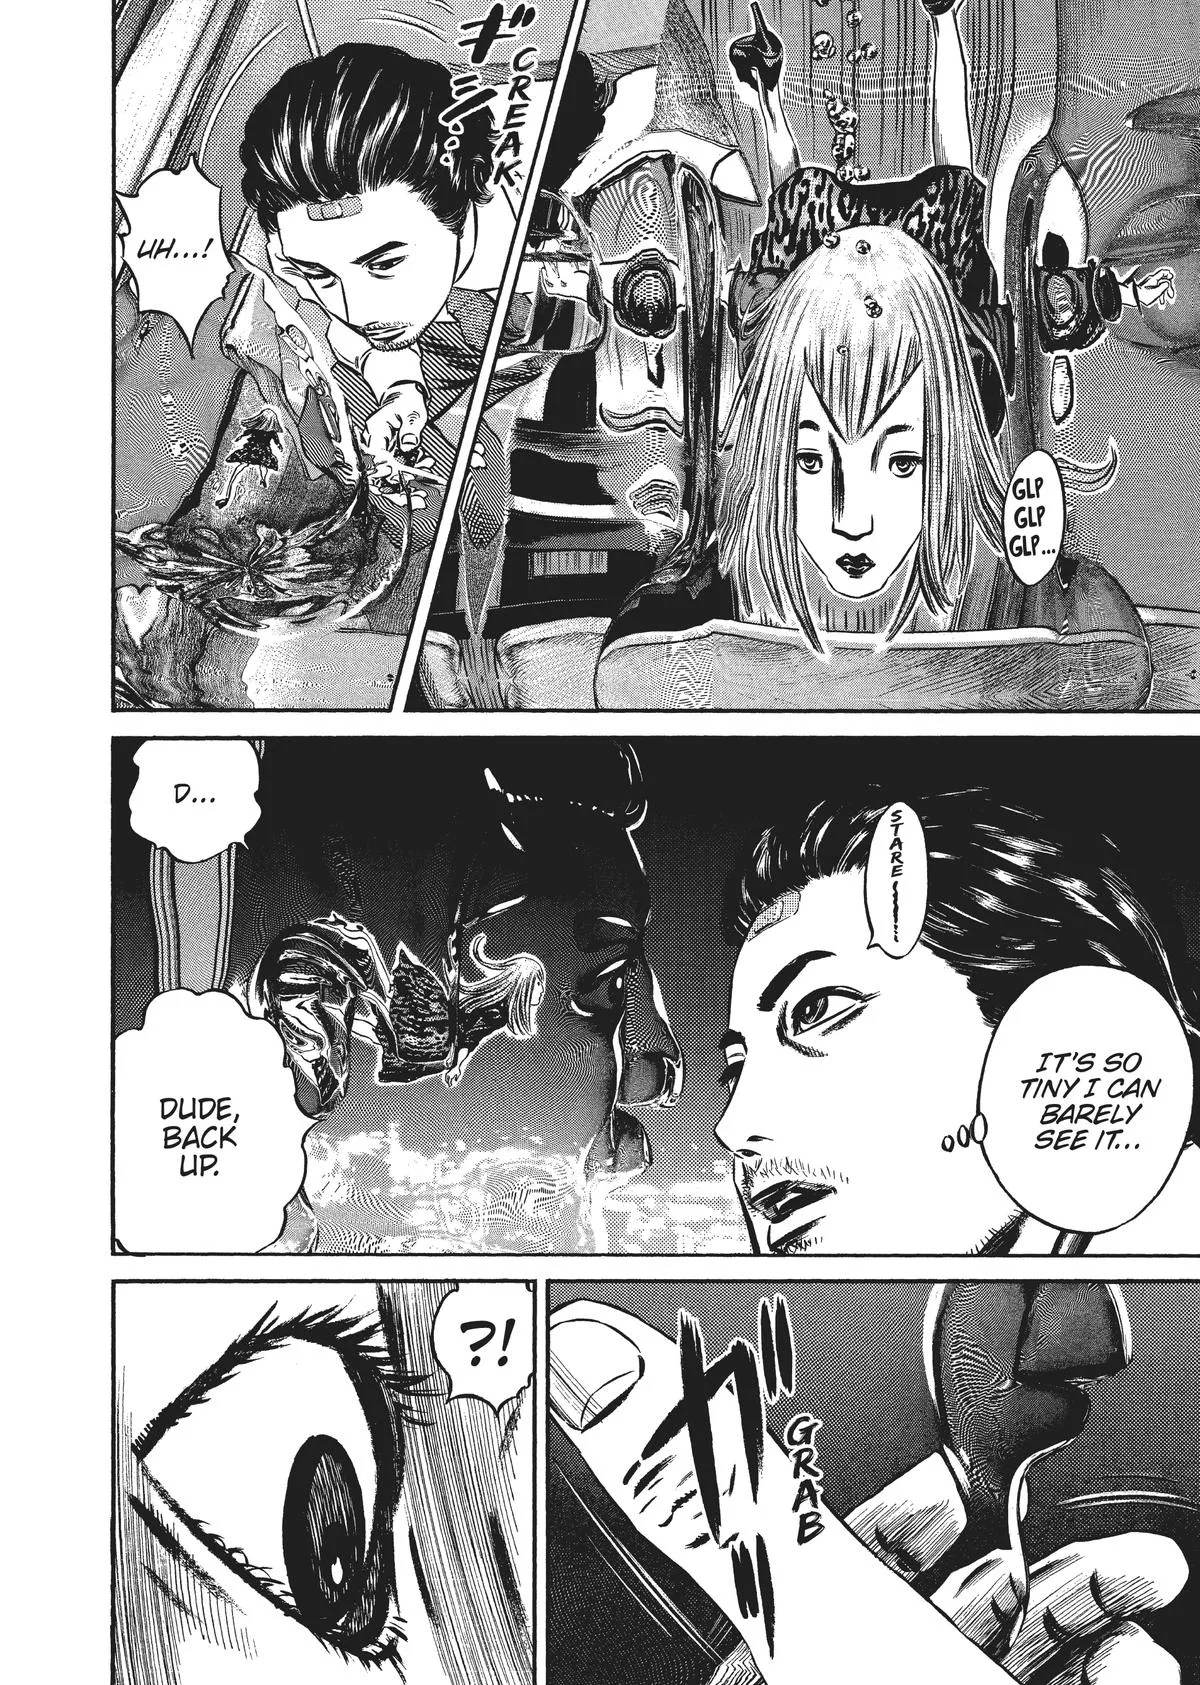 GLP
GLP
GLP...
ギシ...
CREAK
UH...!
STARE
IT'S SO
TINY I CAN
BARELY
SEE IT...
D...
DUDE,
BACK
UP.
ガッ
GRAB
?!